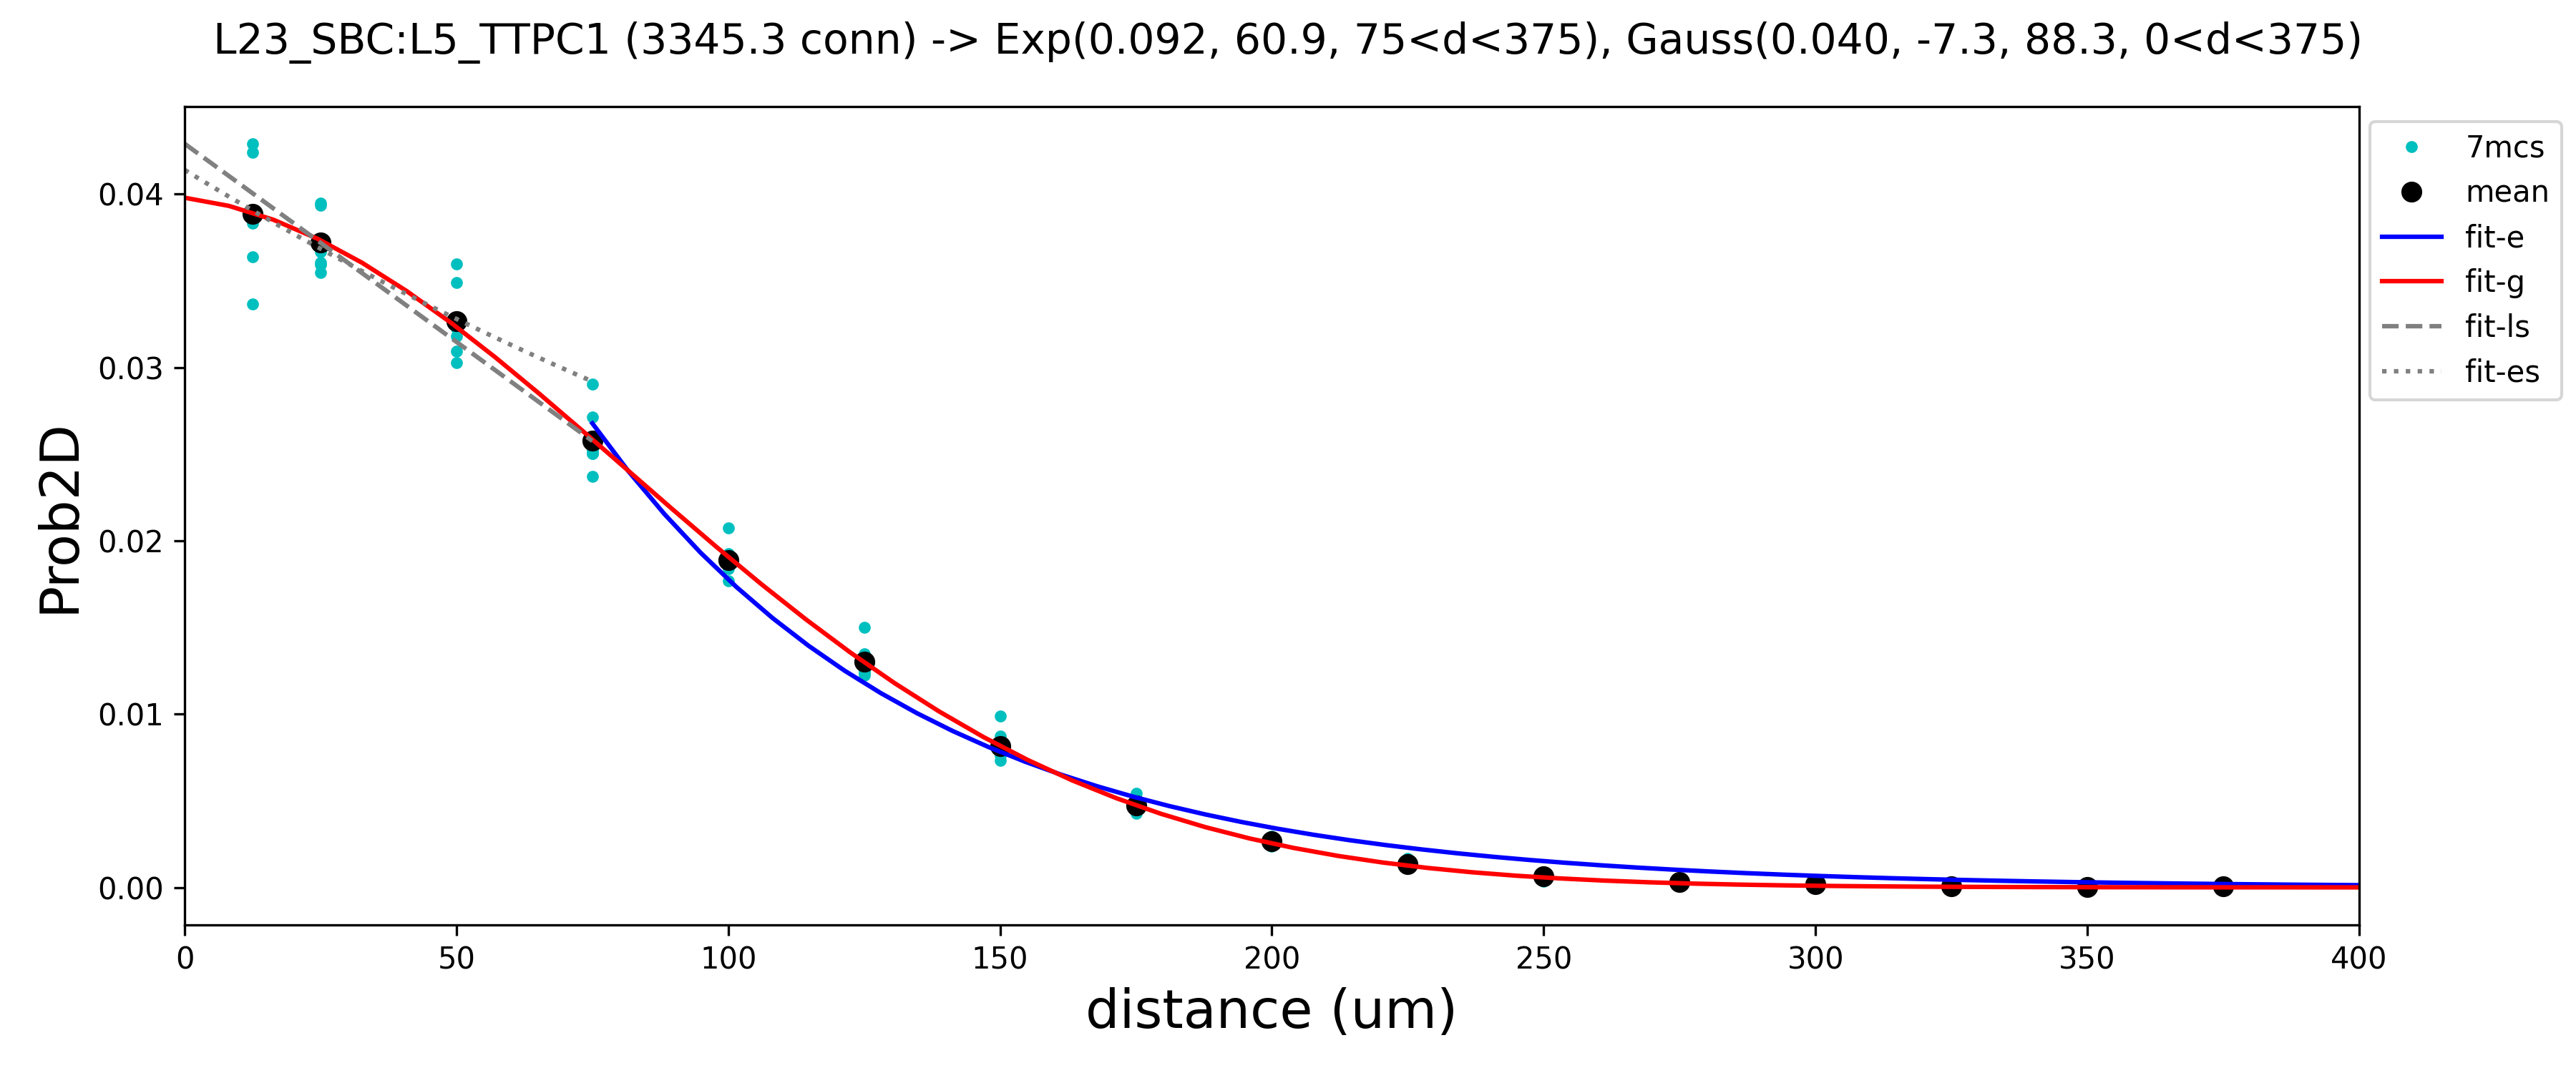 L23_SBC:L5_TTPC1 (3345.3 conn) -> Exp(0.092, 60.9, 75<d<375), Gauss(0.040, -7.3, 88.3, 0<d<375)
7mcs
mean
fit-e
fit-g
fit-ls
fit-es
Prob2D
0.04
0.03
0.02
0.01
0.00
0 50 100 150 200 250 300 350 400
distance (um)